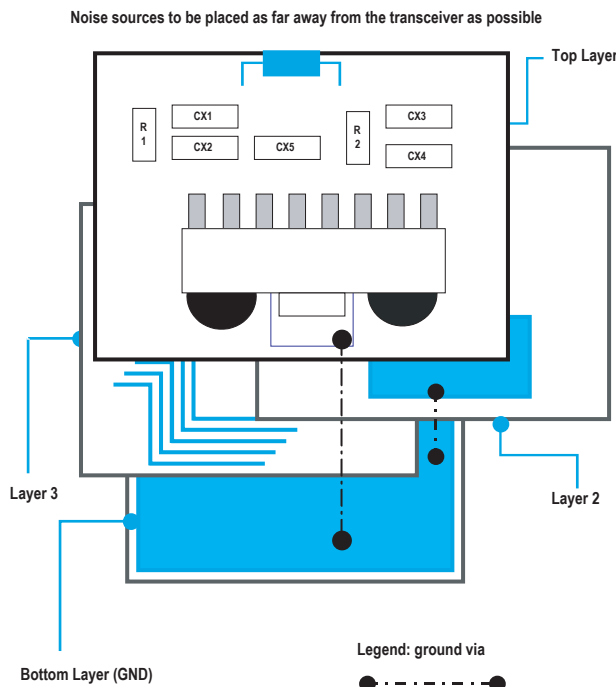 Noise sources to be placed as far away from the transceiver as possible
Top Layer
CX1
CX3
R
1
R
2
CX2
CX5
CX4
Layer 3
Layer 2
Legend: ground via
Bottom Layer (GND)